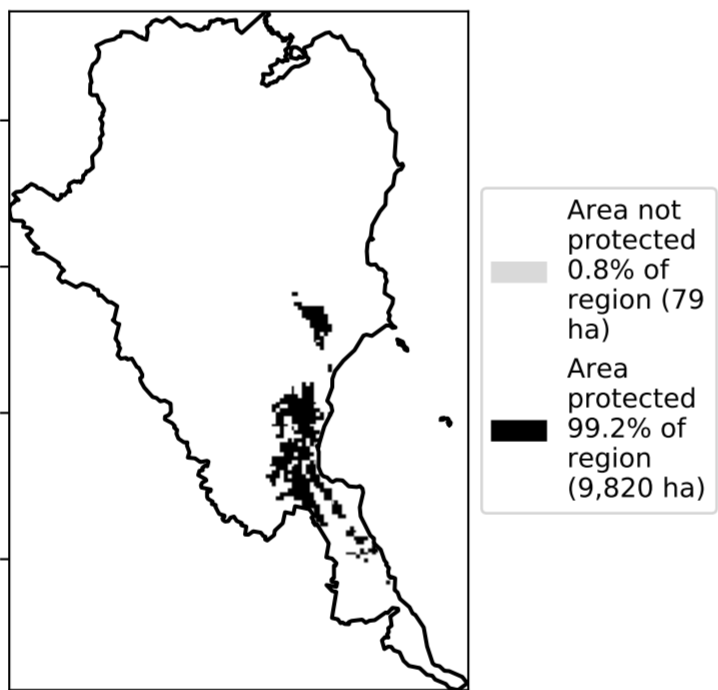 Area not
protected
0.8% of
region (79
ha)
Area
protected
99.2% of
region
(9,820 ha)